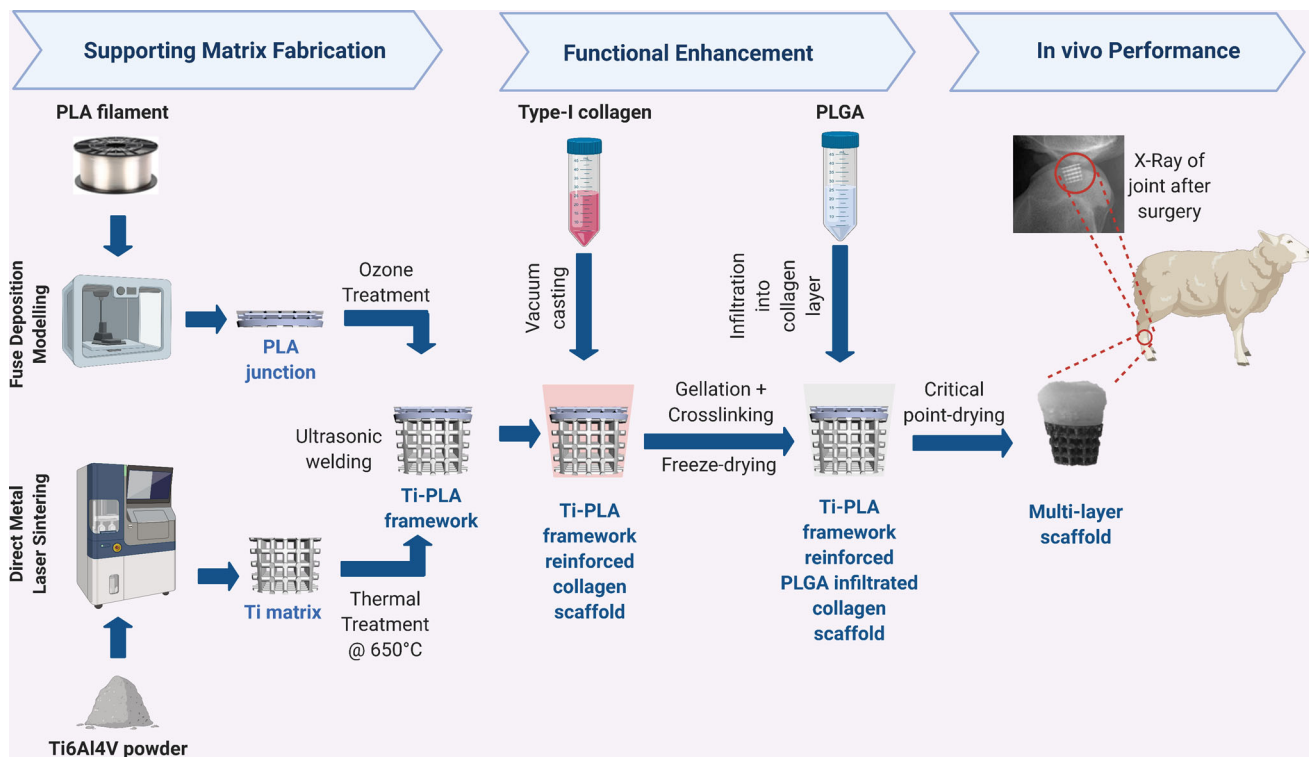 Supporting Matrix Fabrication
Functional Enhancement
In vivo Performance
PLA filament
Fuse Deposition
Modelling
PLA
junction
Ozone
Treatment
Direct Metal
Laser Sintering
Ti6Al4V powder
Ti matrix
Thermal
Treatment
@ 650°C
Ultrasonic
welding
Ti-PLA
framework
Type-I collagen
Vacuum
casting
Ti-PLA
framework
reinforced
collagen
scaffold
Gellation +
Crosslinking
Freeze-drying
PLGA
Infiltration
into
collagen
layer
Ti-PLA
framework
reinforced
PLGA infiltrated
collagen
scaffold
Critical
point-drying
X-Ray of
joint after
surgery
Multi-layer
scaffold